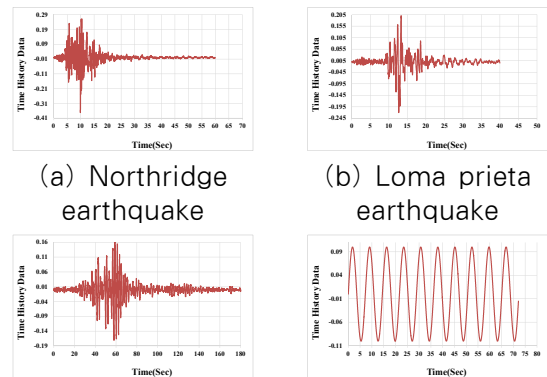 Time History Data
0.29
0.19
0.09
-0.01
-0.11
-0.21
-0.31
-0.41
0 5 10 15 20 25 30 35 40 45 50 55 60 65 70
Time(Sec)
Time History Data
0.205
0.155
0.105
0.055
0.005
-0.045
-0.095
-0.145
-0.195
-0.245
0 5 10 15 20 25 30 35 40 45 50
Time(Sec)
(a) Northridge
earthquake
(b) Loma prieta
earthquake
Time History Data
0.16
0.11
0.06
0.01
-0.04
-0.09
-0.14
-0.19
0 20 40 60 80 100 120 140 160 180
Time(Sec)
Time History Data
0.09
0.04
-0.01
-0.06
-0.11
0 5 10 15 20 25 30 35 40 45 50 55 60 65 70 75 80
Time(Sec)